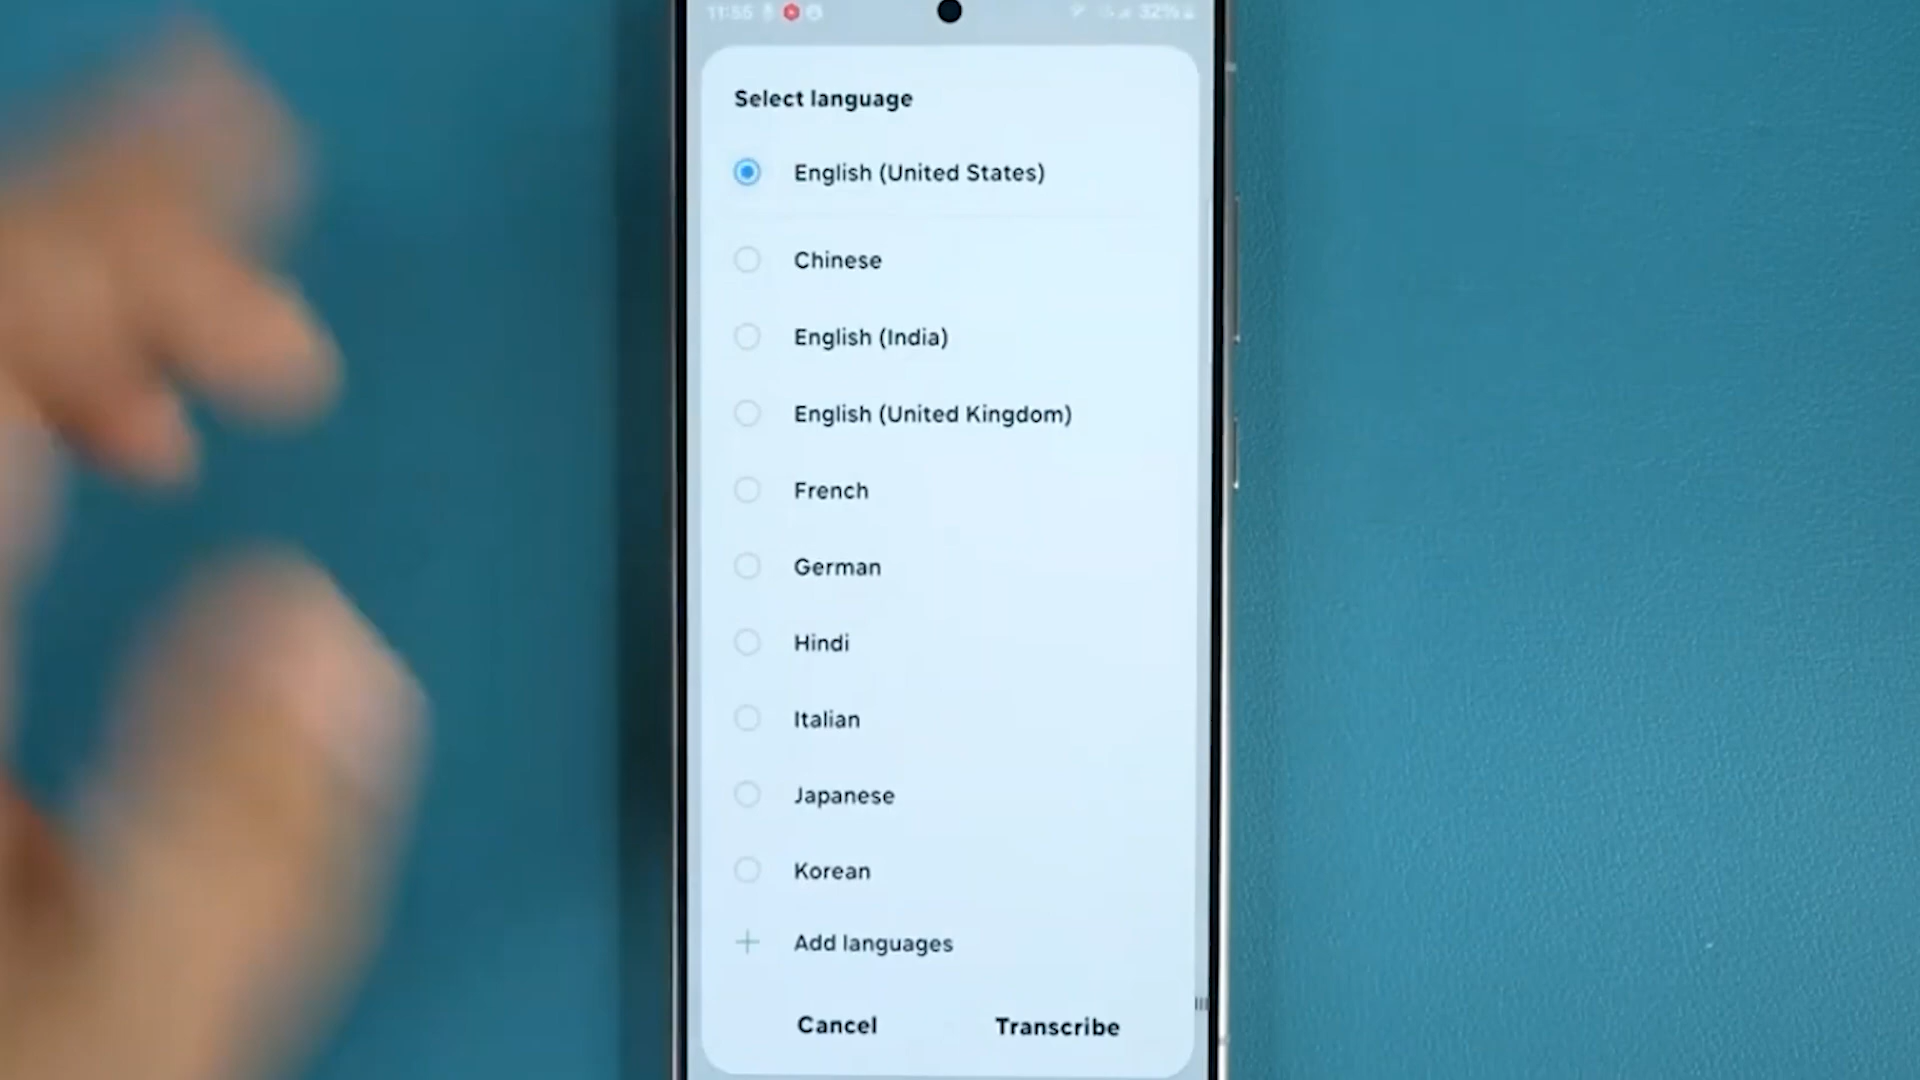 11:55 32%
Select language
English (United States)
Chinese
English (India)
English (United Kingdom)
French
German
Hindi
Italian
Japanese
Korean
Add languages
Cancel Transcribe